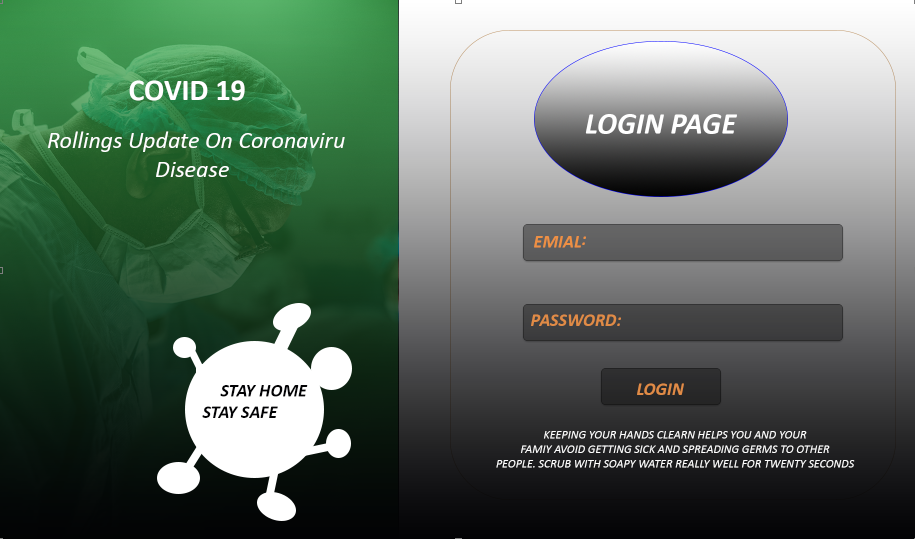 COVID 19
Rollings Update On Coronaviru
Disease
STAY HOME
STAY SAFE
LOGIN PAGE
EMIAL:
PASSWORD:
LOGIN
KEEPING YOUR HANDS CLEARN HELPS YOU AND YOUR
FAMIY AVOID GETTING SICK AND SPREADING GERMS TO OTHER
PEOPLE. SCRUB WITH SOAPY WATER REALLY WELL FOR TWENTY SECONDS